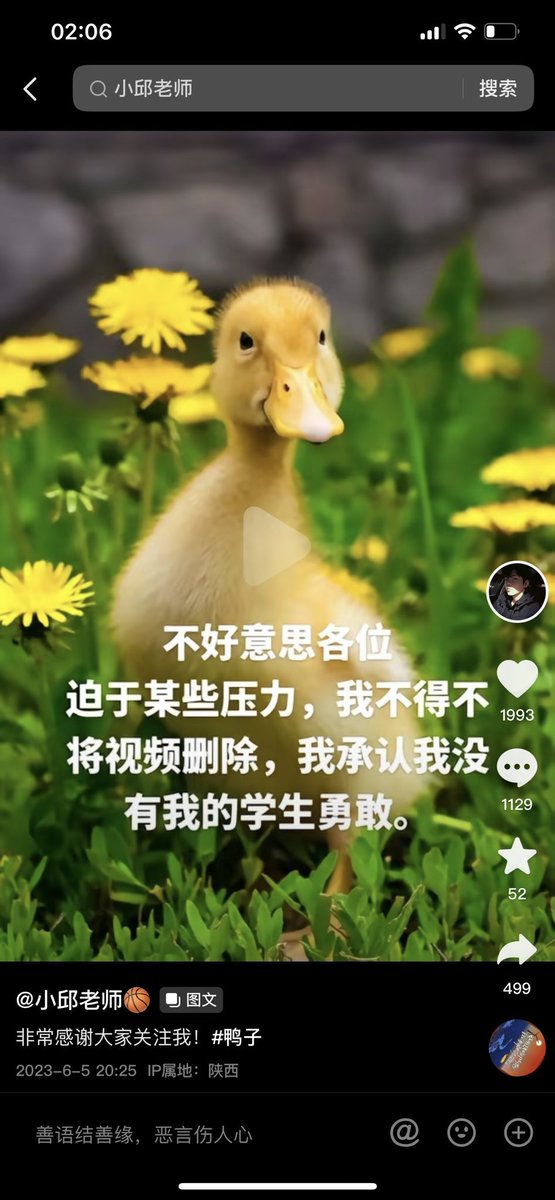 02:06
小邱老师
搜索
不好意思各位
迫于某些压力，我不得不
将视频删除，我承认我没
有我的学生勇敢。
1993
1129
52
499
@小邱老师🏀 图文
非常感谢大家关注我！#鸭子
2023-6-5 20:25 IP属地：陕西
善语结善缘，恶言伤人心